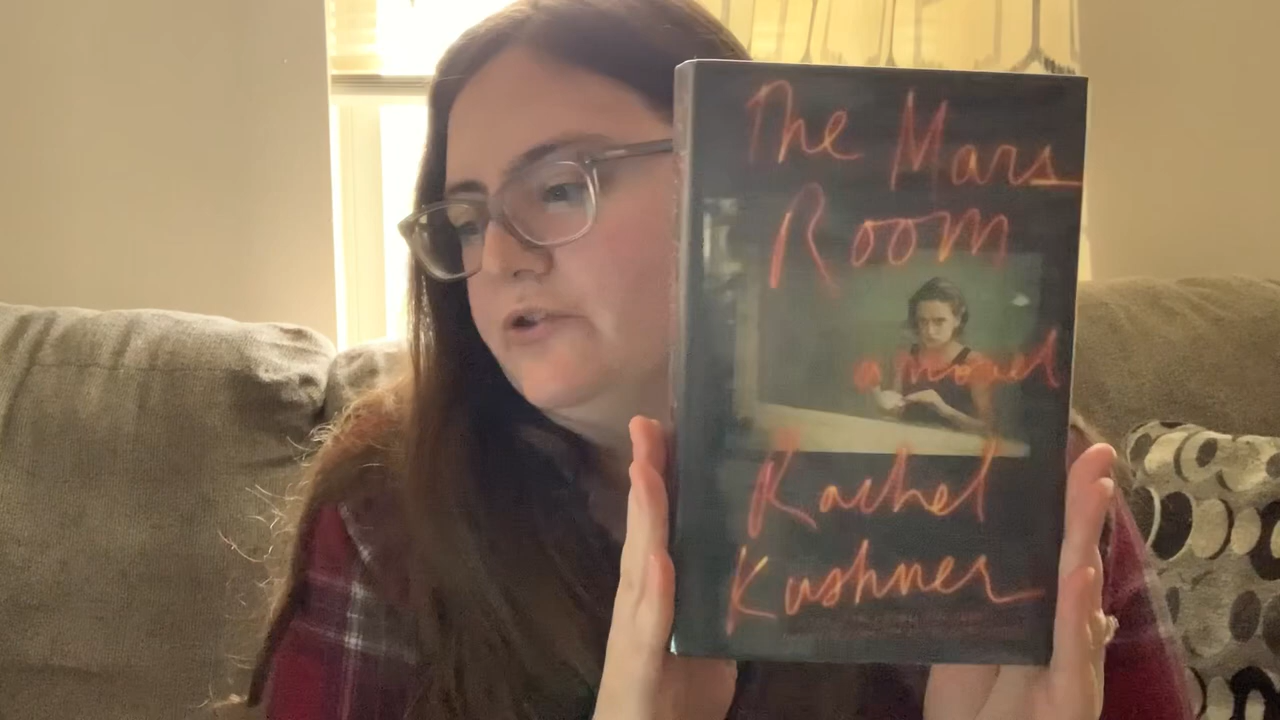 The Mars
Room
a novel
Rachel
Kushner